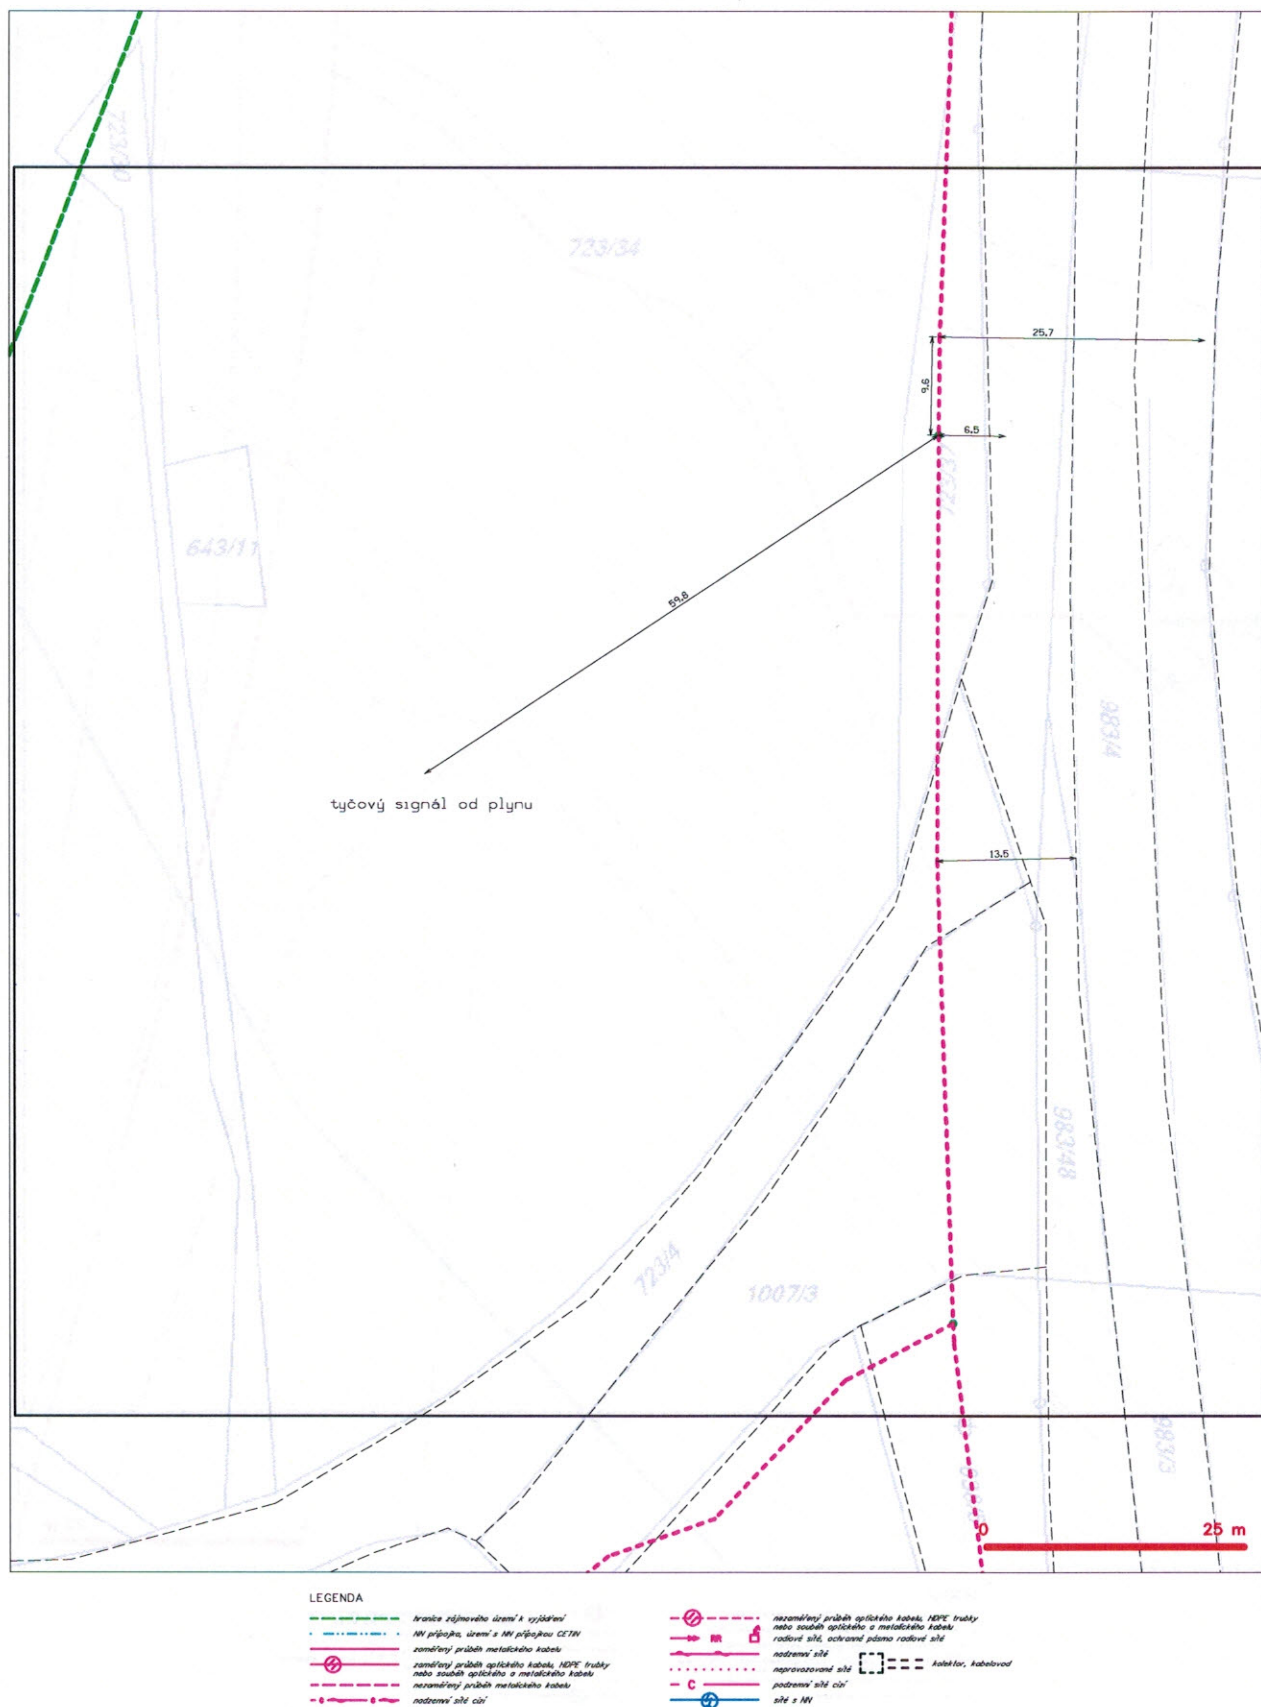 723/30
723/34
25.7
9.6
6.5
643/11
59.8
983/4
tyčový signál od plynu
13.5
983/48
723/4
1007/3
983/3
0 25 m
LEGENDA
hranice zájmového území k vyjádření
NN přípojka, území s NN přípojkou CETIN
zaměřený průběh metalického kabelu
zaměřený průběh optického kabelu, HDPE trubky
nebo souběh optického a metalického kabelu
nezaměřený průběh metalického kabelu
nadzemní sítě cizí
nezaměřený průběh optického kabelu, HDPE trubky
nebo souběh optického a metalického kabelu
RR radiové sítě, ochranné pásmo radiové sítě
nadzemní sítě
neprovozované sítě
kolektor, kabelovod
C podzemní sítě cizí
sítě s NN